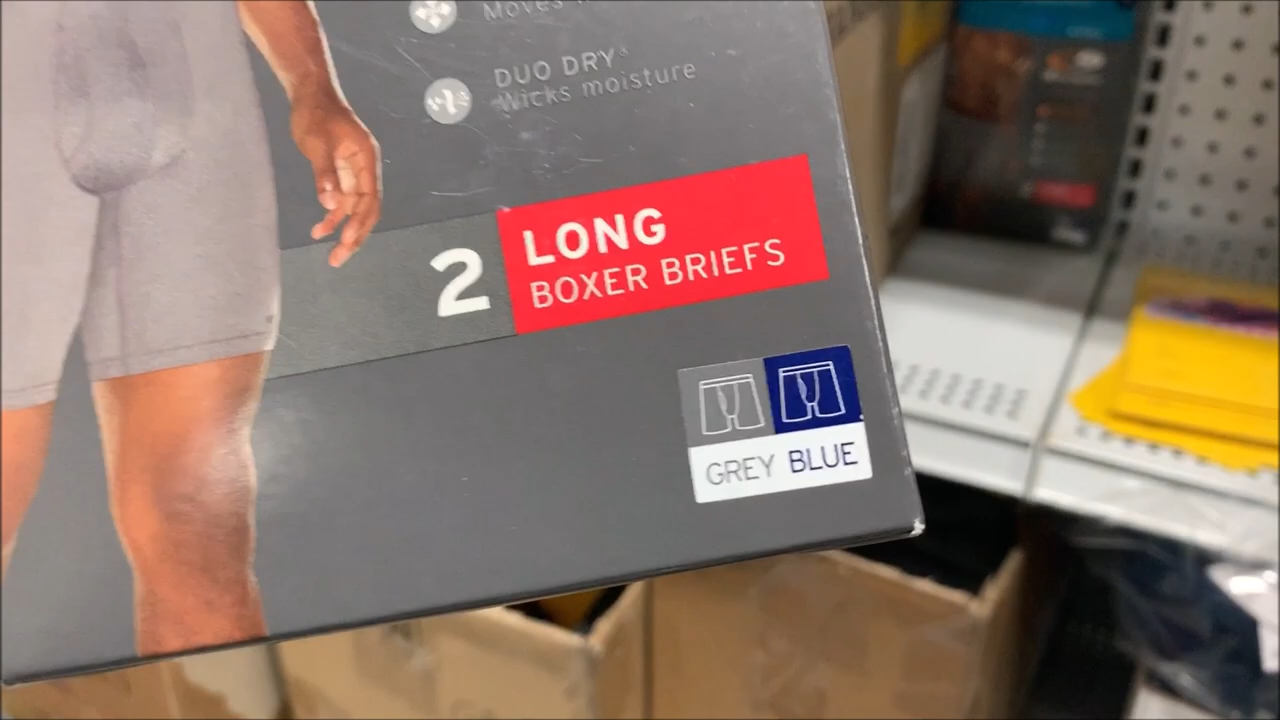 Moves
DUO DRY®
Wicks moisture
2
LONG
BOXER BRIEFS
GREY BLUE